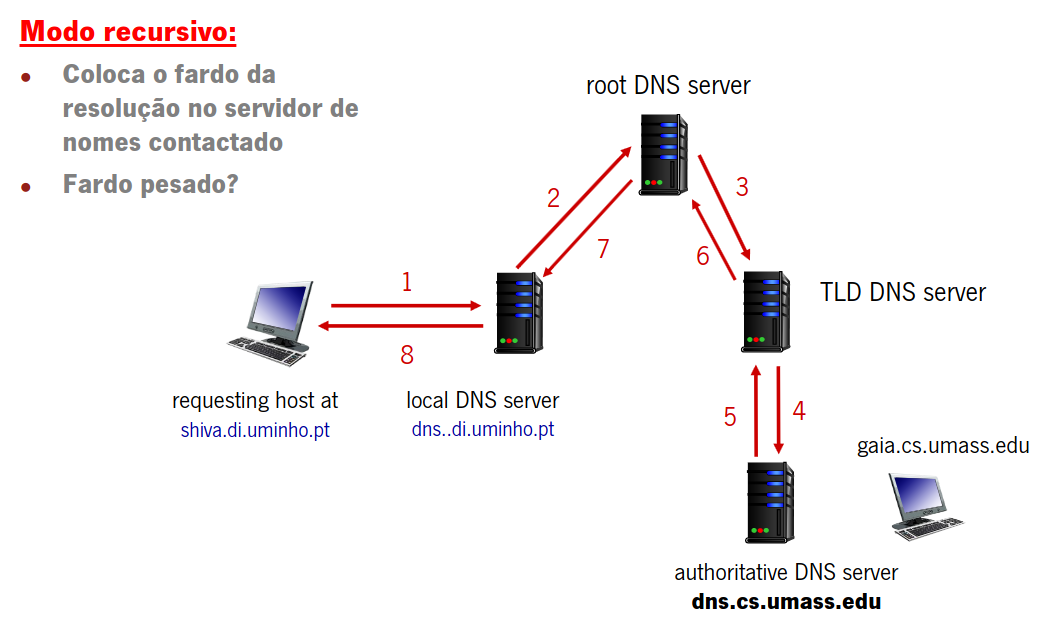 Modo recursivo:
• Coloca o fardo da
resolução no servidor de
nomes contactado
• Fardo pesado?
root DNS server
2
3
7
6
1
TLD DNS server
8
requesting host at
shiva.di.uminho.pt
local DNS server
dns..di.uminho.pt
5
4
gaia.cs.umass.edu
authoritative DNS server
dns.cs.umass.edu